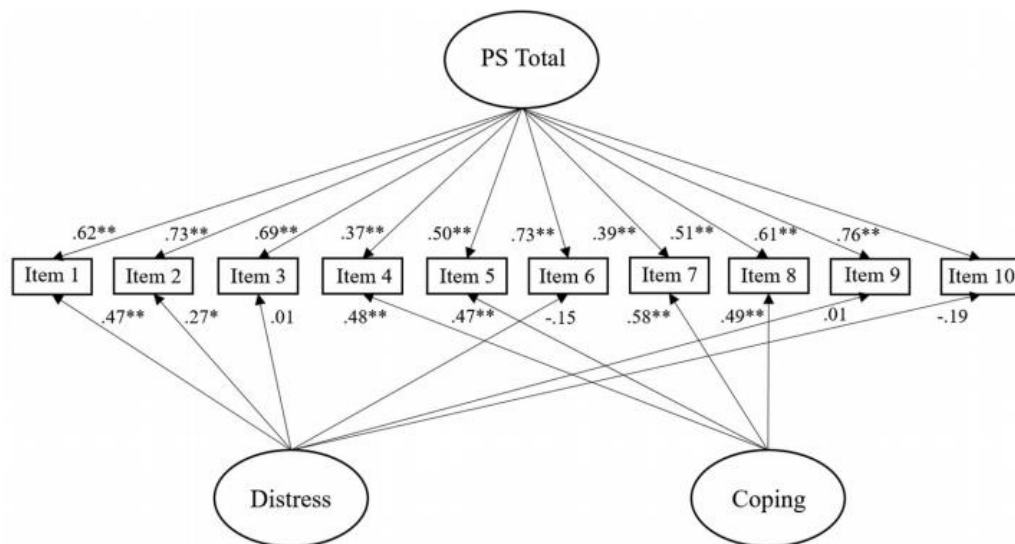 PS Total
.62** .73** .69** .37** .50** .73** .39** .51** .61** .76**
Item 1 Item 2 Item 3 Item 4 Item 5 Item 6 Item 7 Item 8 Item 9 Item 10
.47** .27* .01 .48** .47** -.15 .58** .49** .01 -.19
Distress Coping